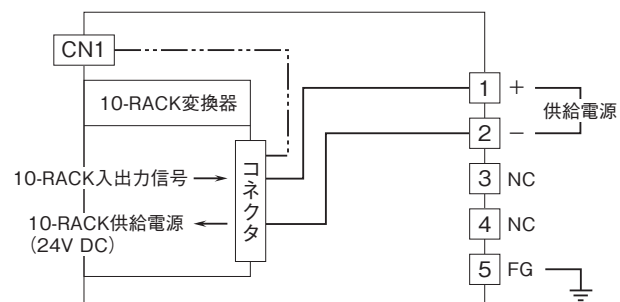 CN1
10-RACK変換器
コネクタ
10-RACK入出力信号
10-RACK供給電源
（24V DC）
1 +
供給電源
2 −
3 NC
4 NC
5 FG